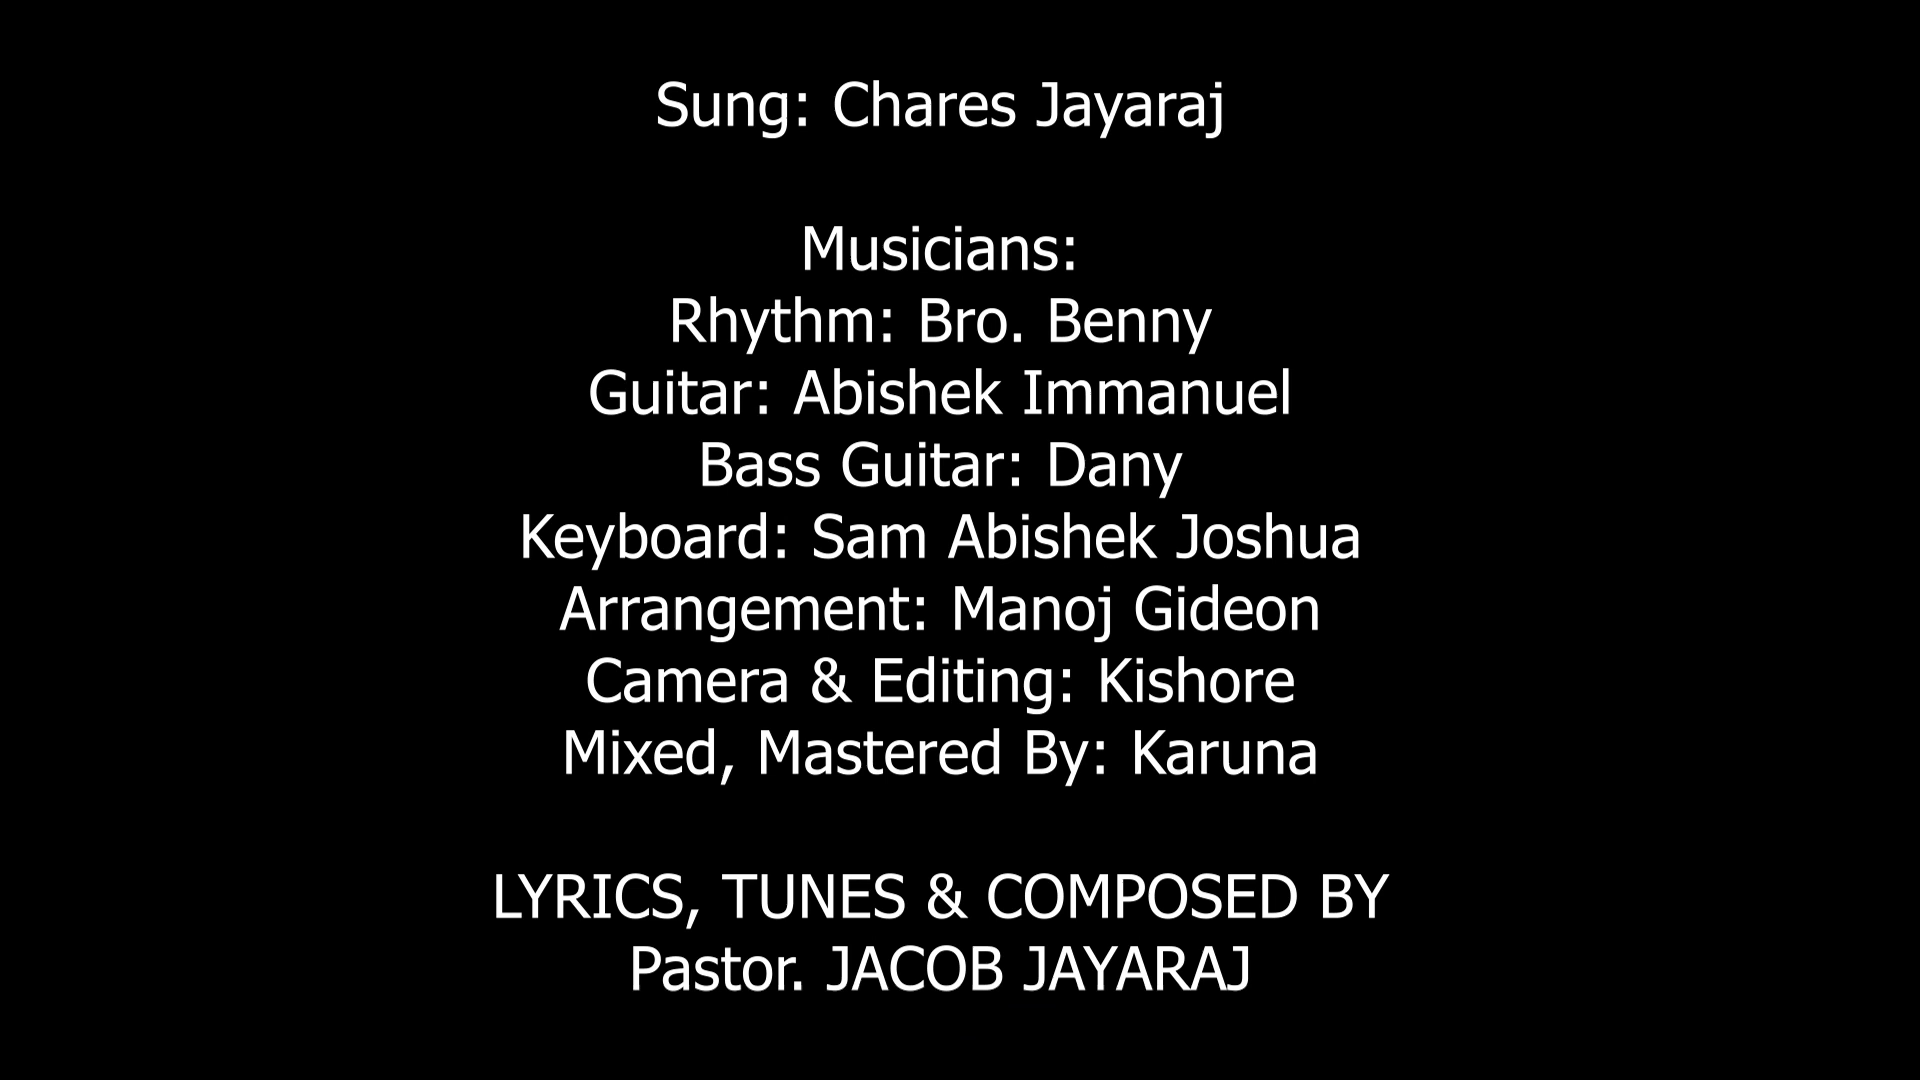 Sung: Chares Jayaraj
Musicians:
Rhythm: Bro. Benny
Guitar: Abishek Immanuel
Bass Guitar: Dany
Keyboard: Sam Abishek Joshua
Arrangement: Manoj Gideon
Camera & Editing: Kishore
Mixed, Mastered By: Karuna
LYRICS, TUNES & COMPOSED BY
Pastor. JACOB JAYARAJ